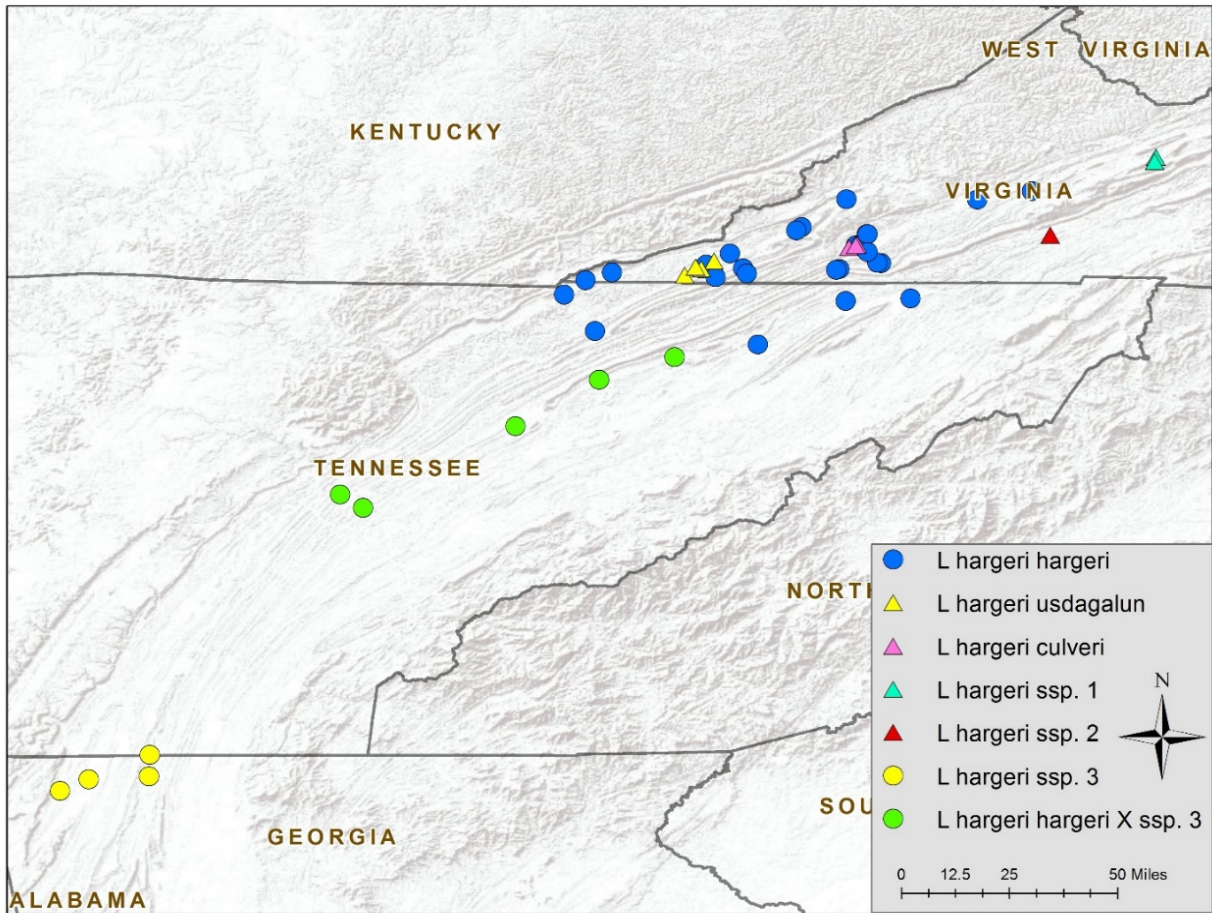 WEST VIRGINIA
KENTUCKY
VIRGINIA
TENNESSEE
L hargeri hargeri
L hargeri usdagalun
NORTH
L hargeri culveri
L hargeri ssp. 1
N
L hargeri ssp. 2
L hargeri ssp. 3
SOU
L hargeri hargeri X ssp. 3
GEORGIA
0 12.5 25 50 Miles
ALABAMA